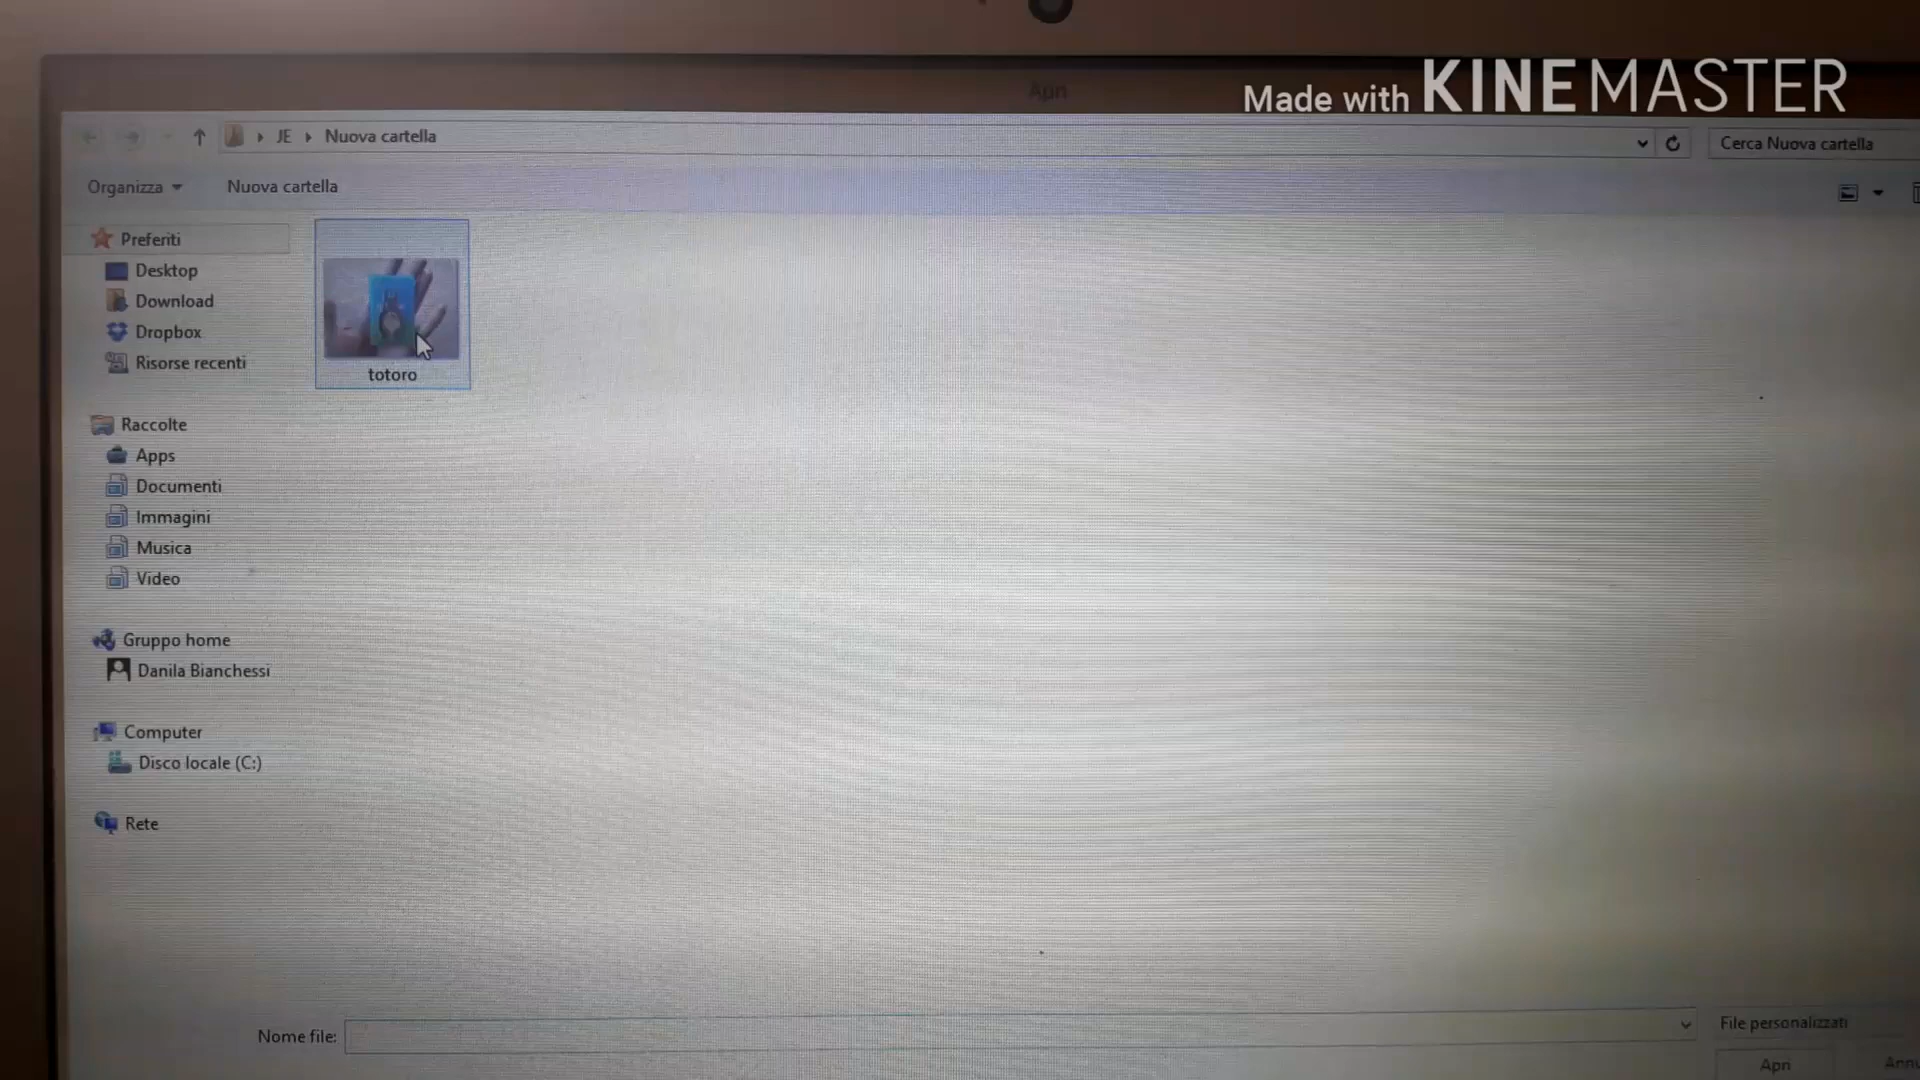 Apri
Made with KINEMASTER
JE Nuova cartella
Cerca Nuova cartella
Organizza
Nuova cartella
Preferiti
Desktop
Download
Dropbox
Risorse recenti
totoro
Raccolte
Apps
Documenti
Immagini
Musica
Video
Gruppo home
Danila Bianchessi
Computer
Disco locale (C:)
Rete
Nome file:
File personalizzati
Apri